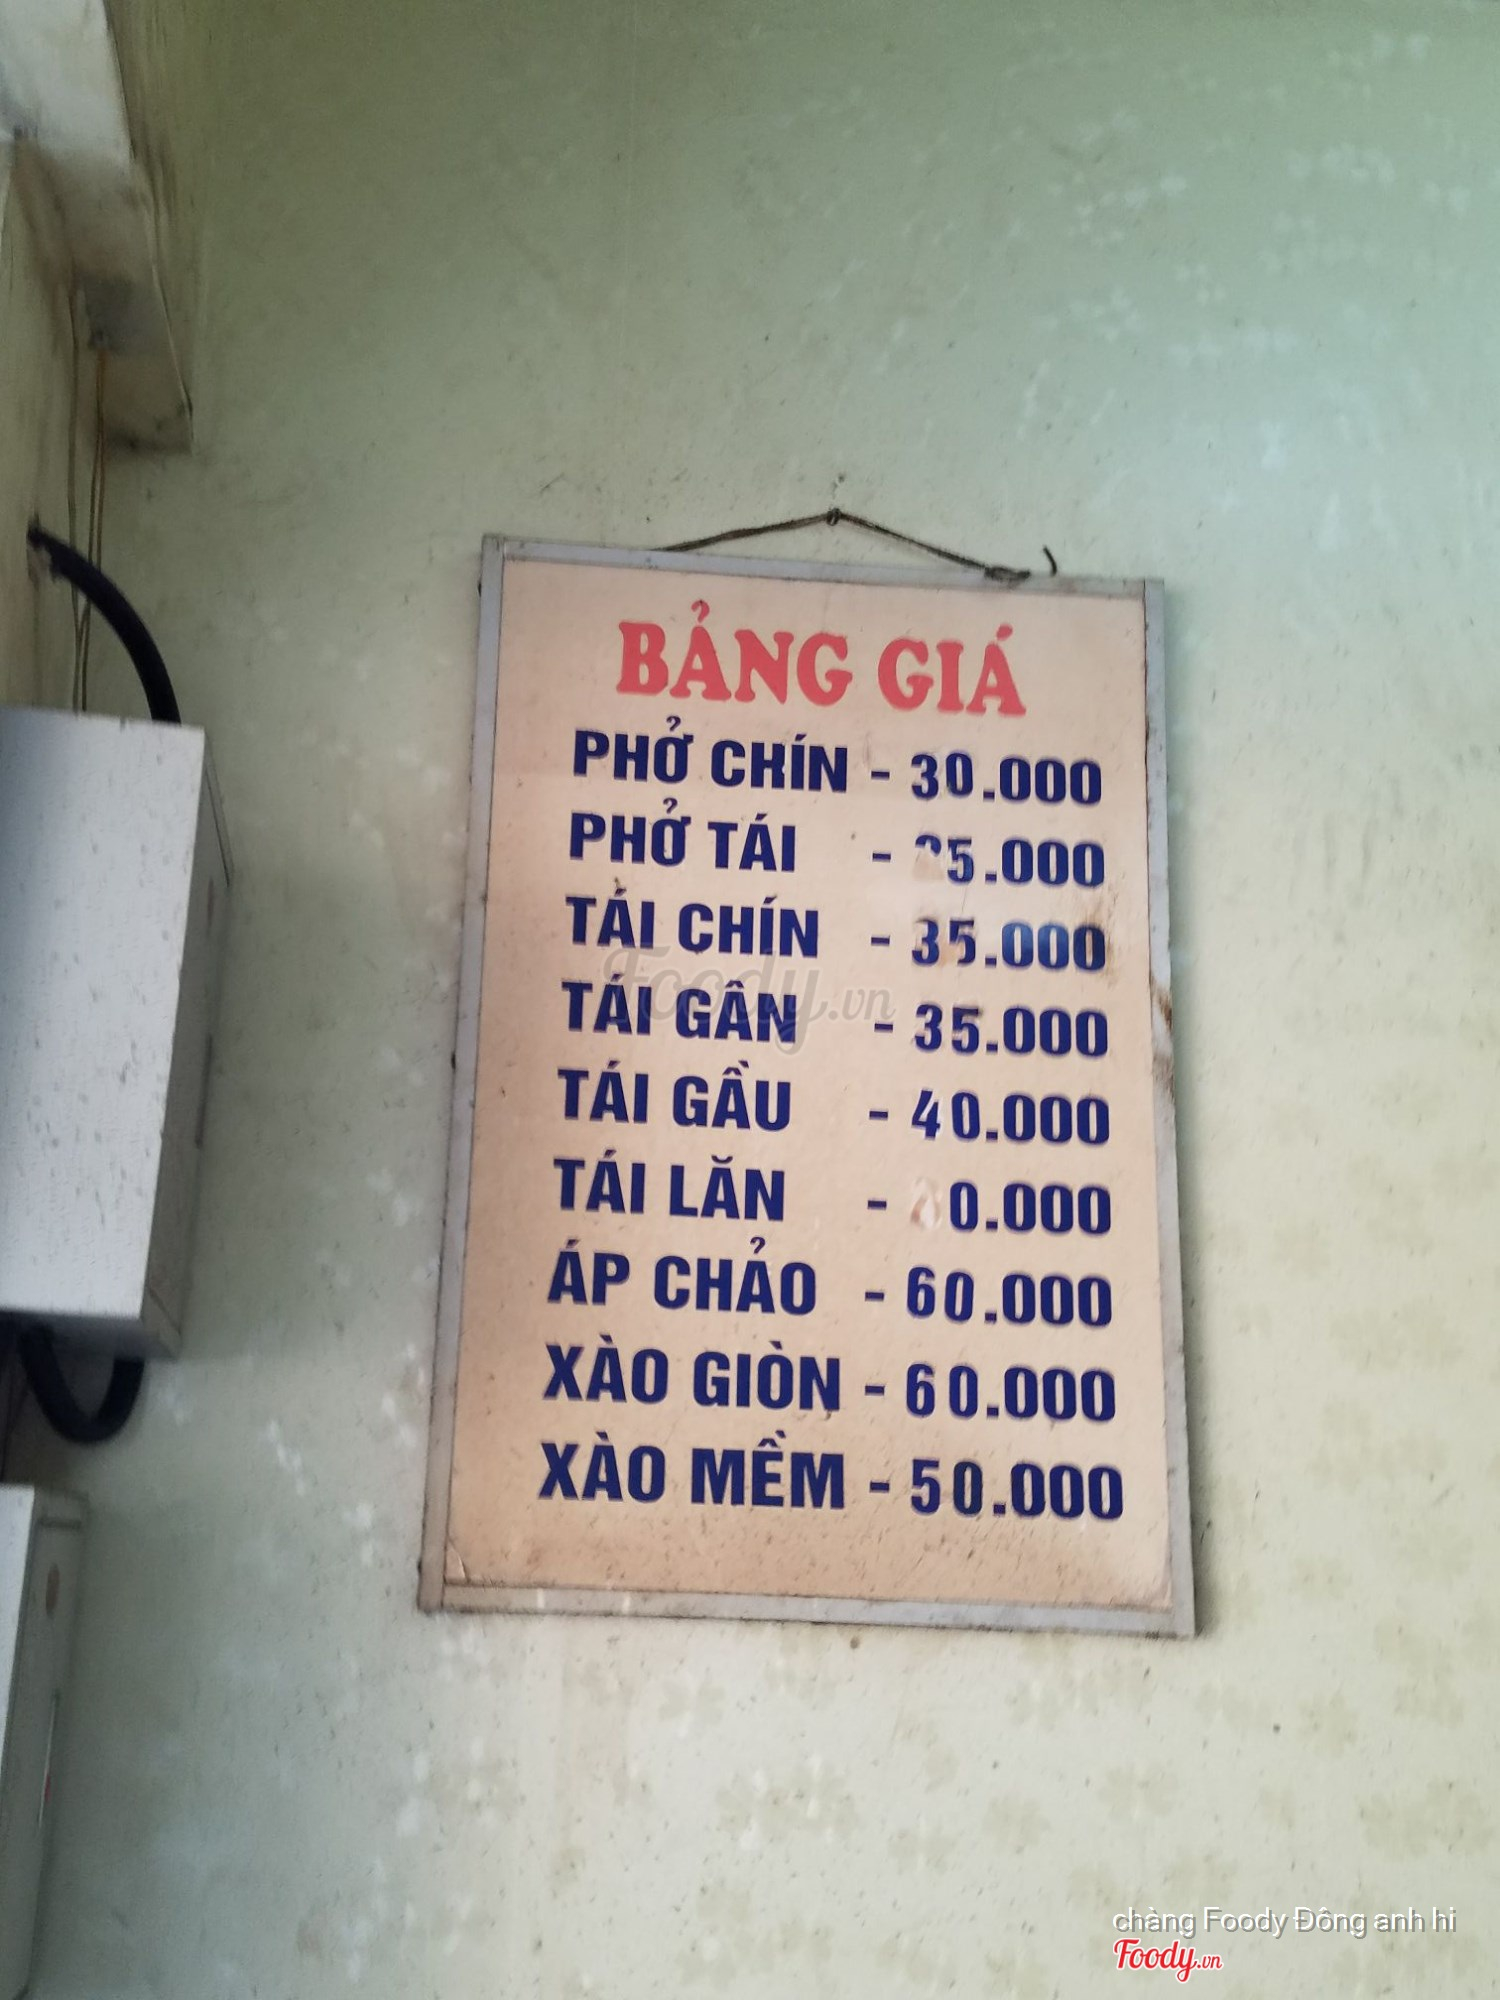 BẢNG GIÁ
PHỞ CHÍN - 30.000
PHỞ TÁI -
TÁI CHÍN - 35.000
TÁI GÂN - 35.000
TÁI GẦU - 40.000
TÁI LĂN -
ÁP CHẢO - 60.000
XÀO GIÒN - 60.000
XÀO MỀM - 50.000
Foody.vn
chàng Foody Đông anh hi
Foody.vn